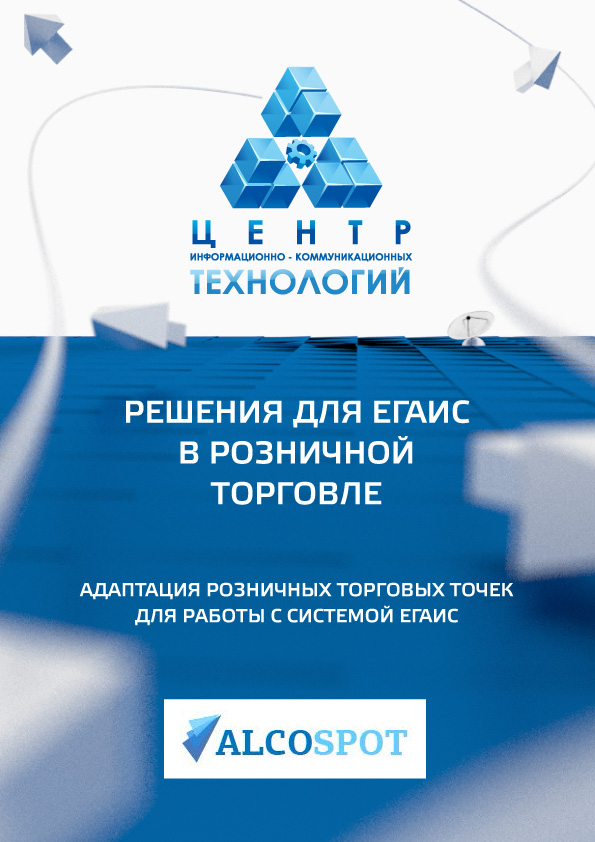 ЦЕНТР
ИНФОРМАЦИОННО - КОММУНИКАЦИОННЫХ
ТЕХНОЛОГИЙ
РЕШЕНИЯ ДЛЯ ЕГАИС
В РОЗНИЧНОЙ
ТОРГОВЛЕ
АДАПТАЦИЯ РОЗНИЧНЫХ ТОРГОВЫХ ТОЧЕК
ДЛЯ РАБОТЫ С СИСТЕМОЙ ЕГАИС
ALCOSPOT